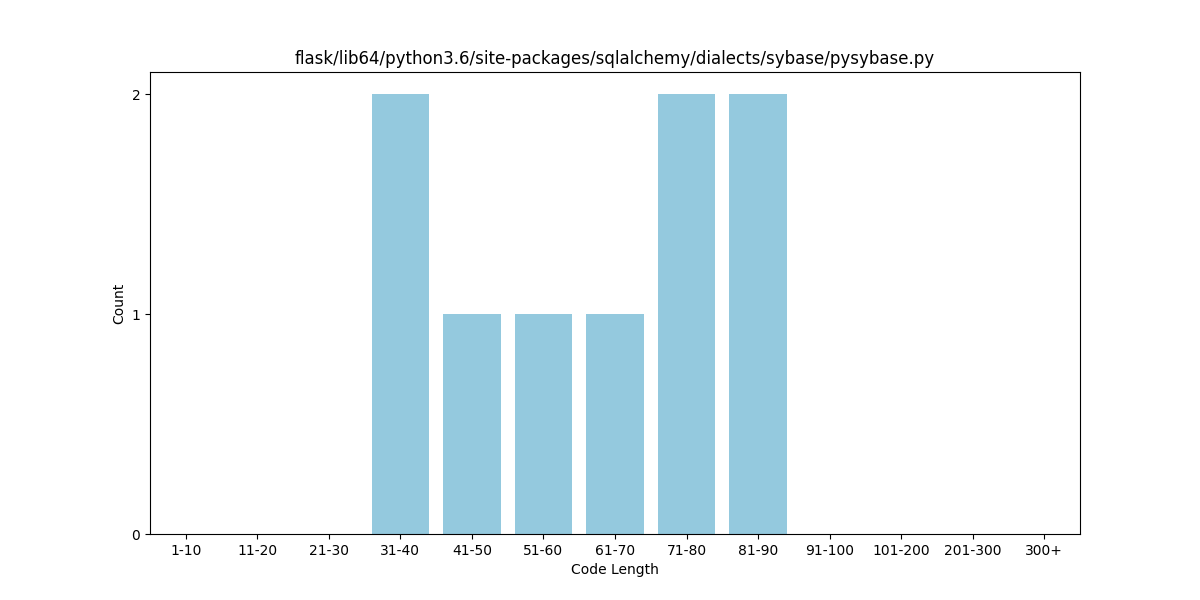 flask/lib64/python3.6/site-packages/sqlalchemy/dialects/sybase/pysybase.py
2
1
0
Count
1-10 11-20 21-30 31-40 41-50 51-60 61-70 71-80 81-90 91-100 101-200 201-300 300+
Code Length